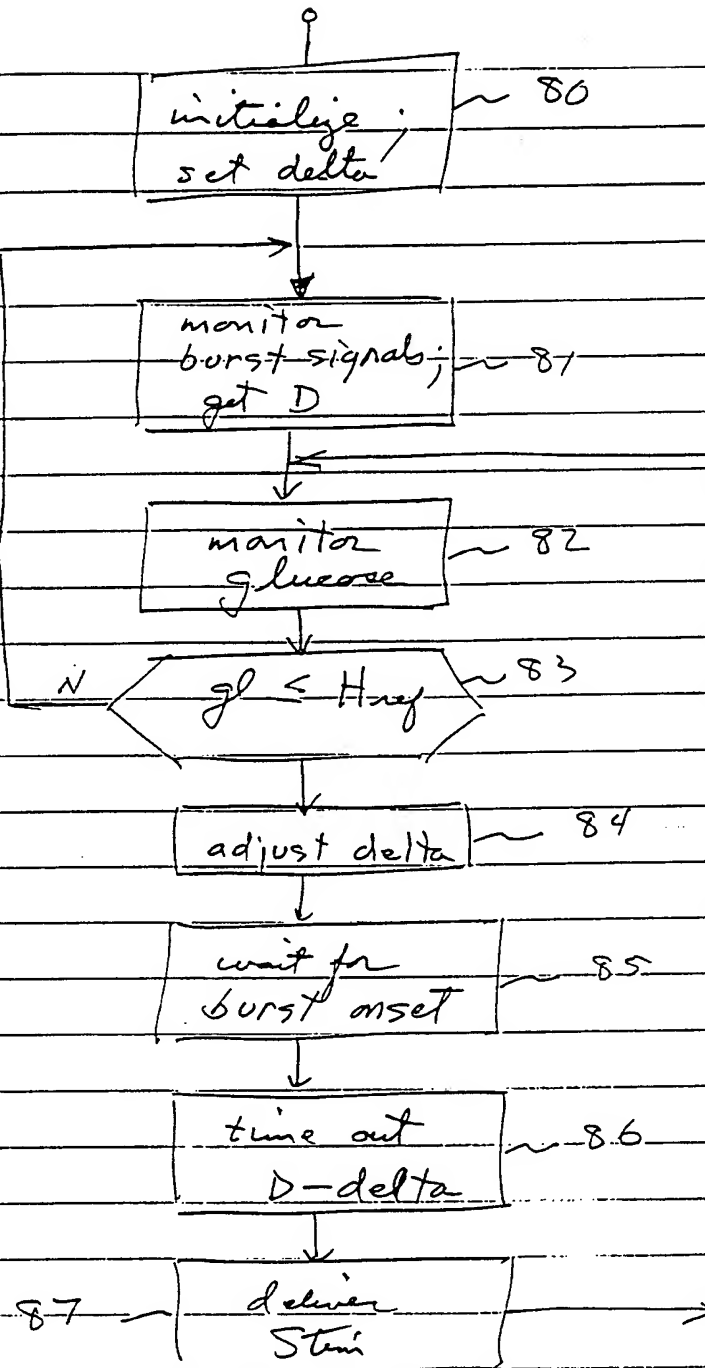 initialize;
set delta
80
monitor
burst signals;
get D
81
monitor
glucose
82
N
gl ≤ Href
83
adjust delta
84
wait for
burst onset
85
time out
D-delta
86
87
deliver
Stim